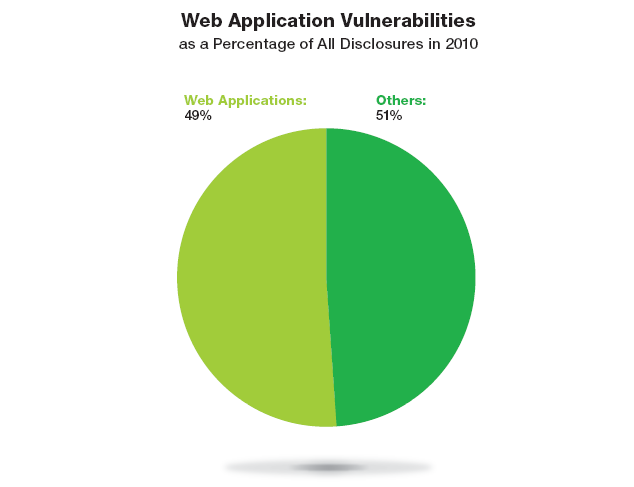 Web Application Vulnerabilities
as a Percentage of All Disclosures in 2010
Web Applications:
49%
Others:
51%